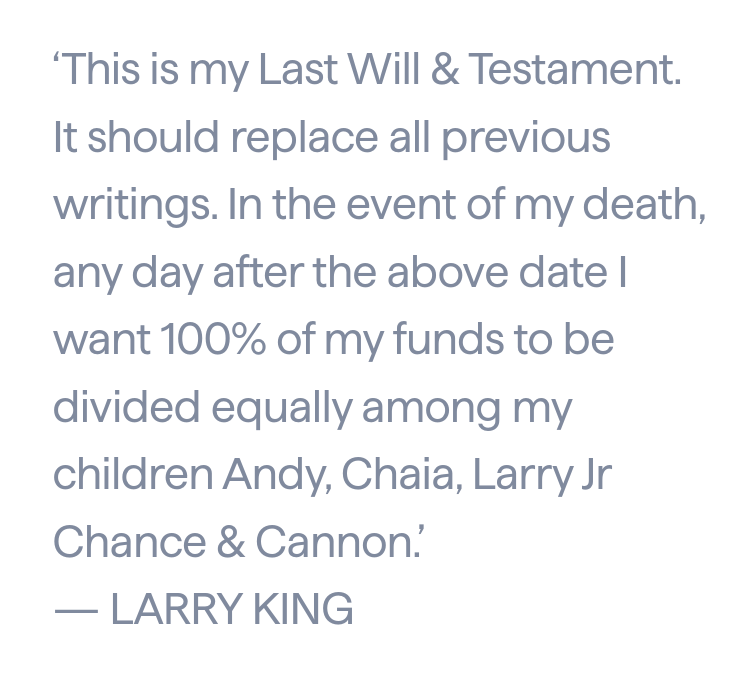 ‘This is my Last Will & Testament.
It should replace all previous
writings. In the event of my death,
any day after the above date I
want 100% of my funds to be
divided equally among my
children Andy, Chaia, Larry Jr
Chance & Cannon.’
— LARRY KING